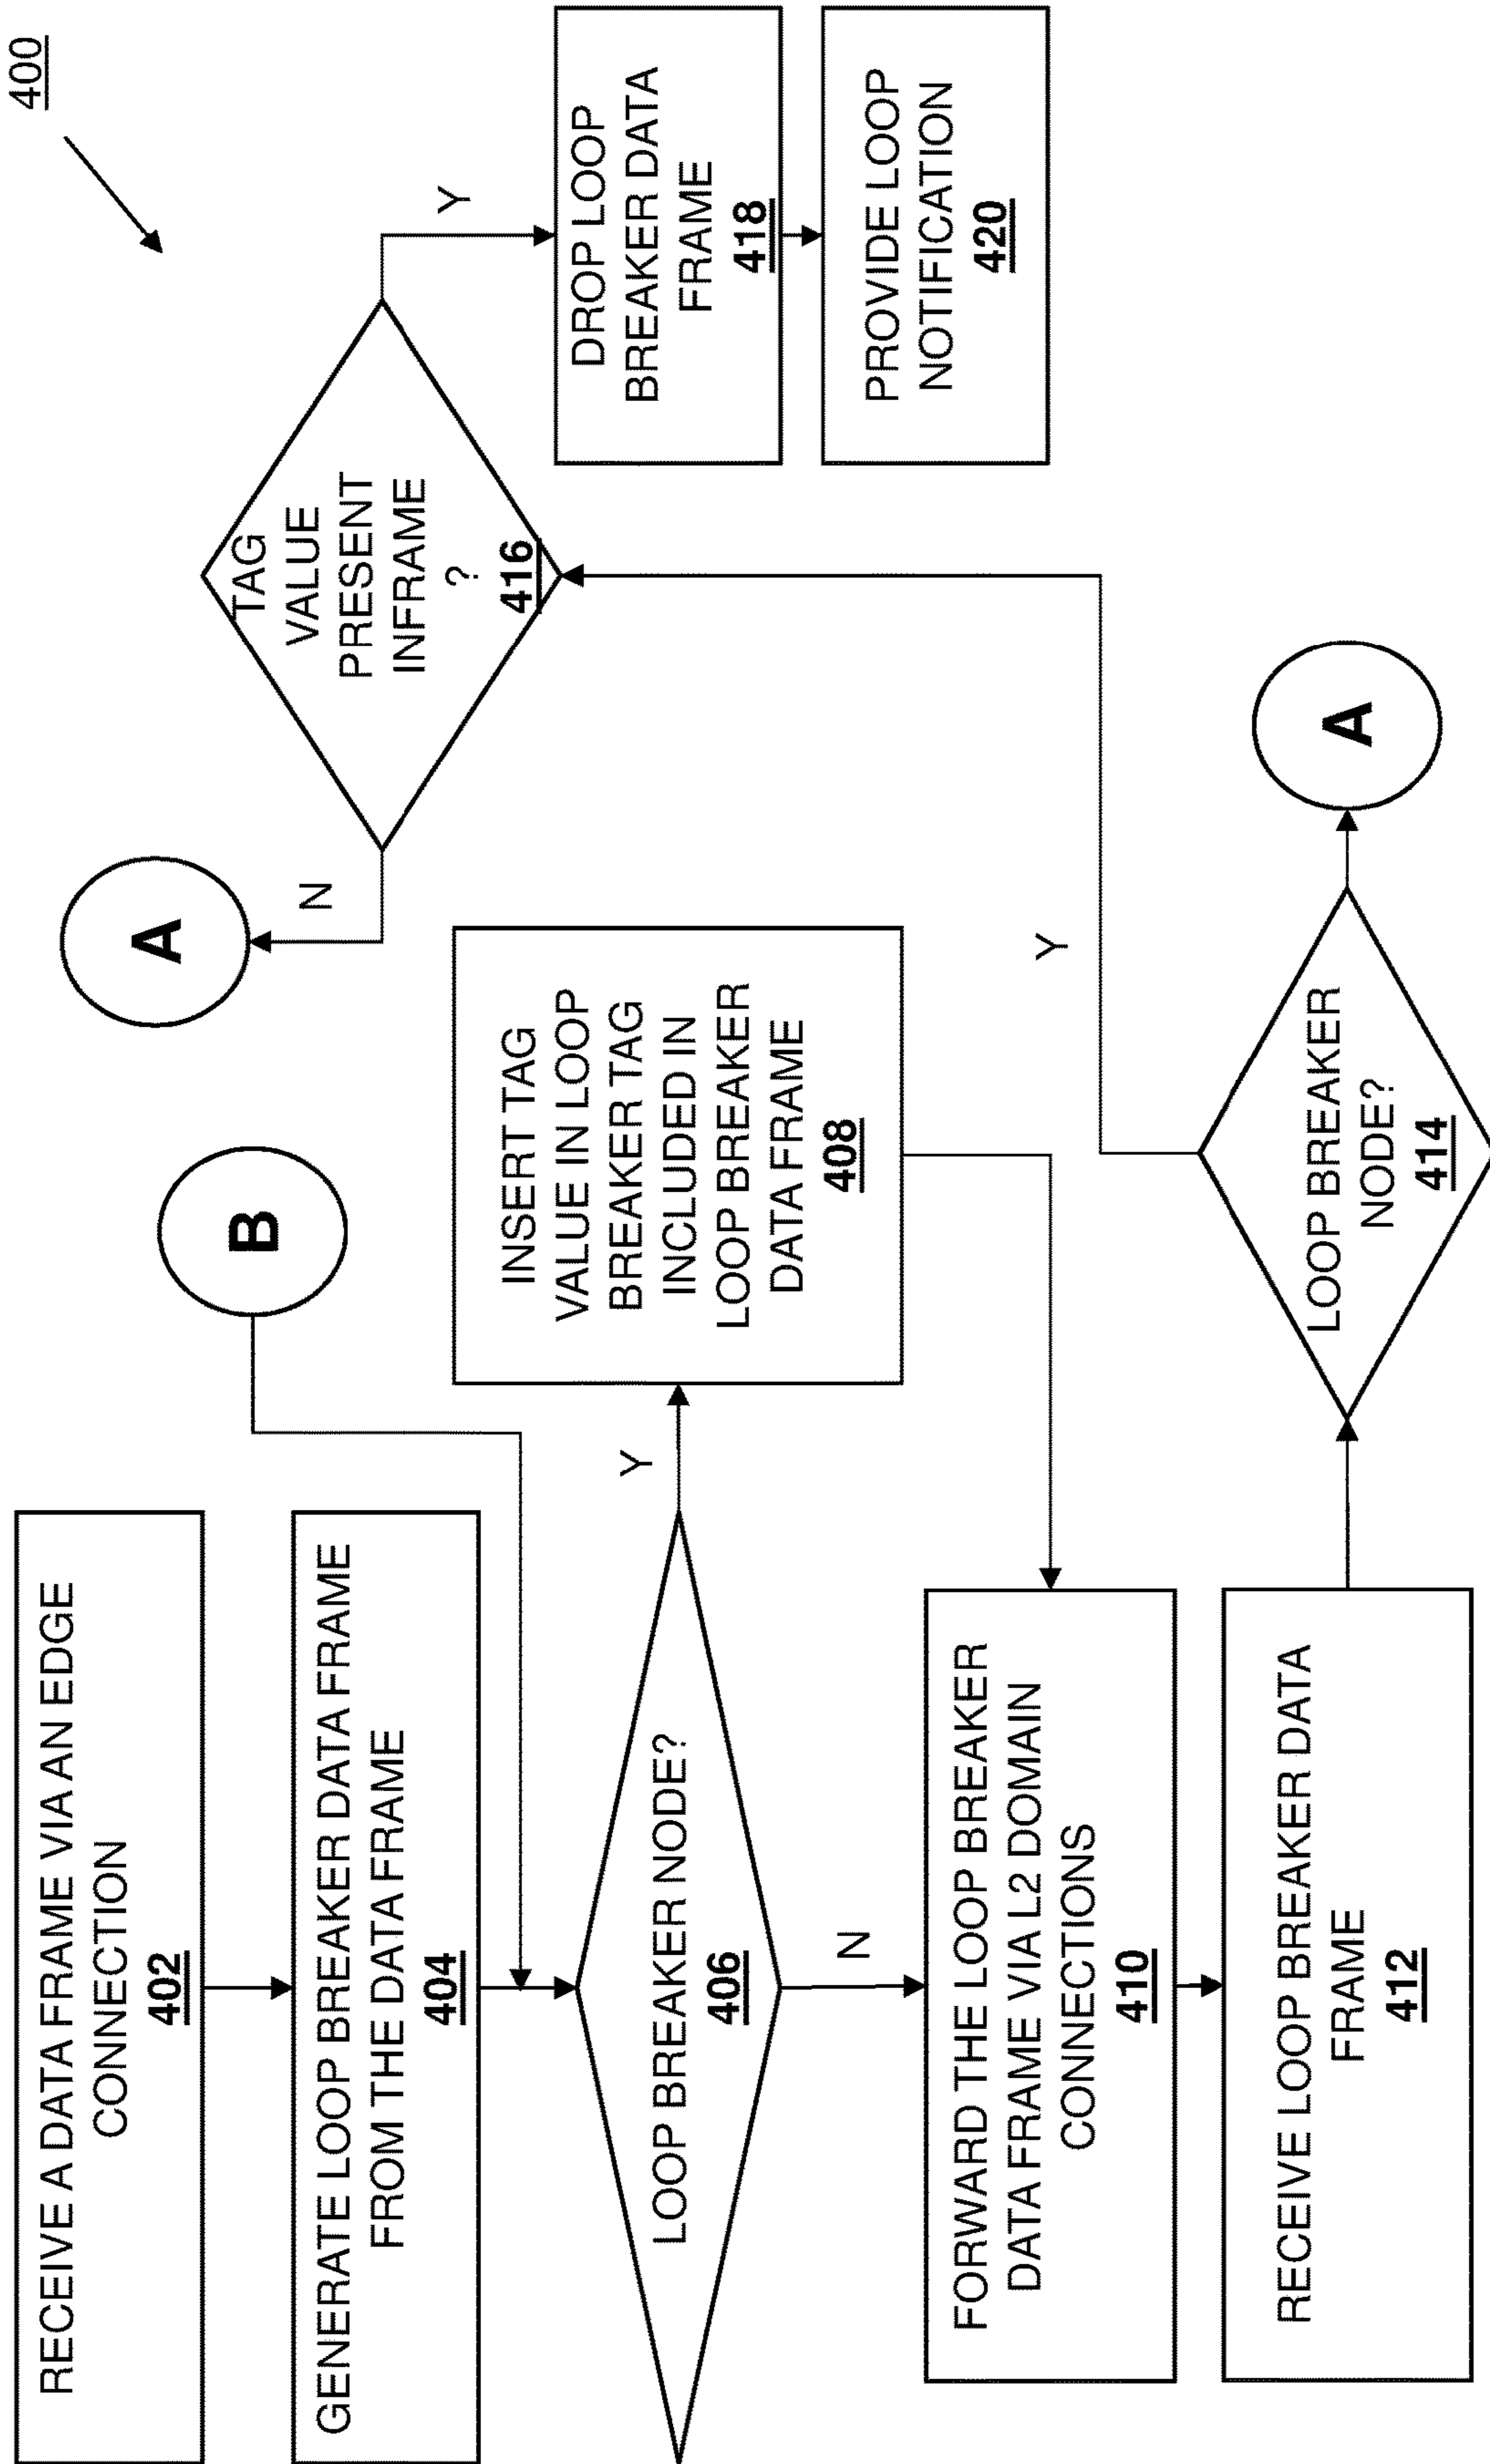 400
RECEIVE A DATA FRAME VIA AN EDGE
CONNECTION
402
GENERATE LOOP BREAKER DATA FRAME
FROM THE DATA FRAME
404
B
LOOP BREAKER NODE?
406
Y
N
INSERT TAG
VALUE IN LOOP
BREAKER TAG
INCLUDED IN
LOOP BREAKER
DATA FRAME
408
FORWARD THE LOOP BREAKER
DATA FRAME VIA L2 DOMAIN
CONNECTIONS
410
RECEIVE LOOP BREAKER DATA
FRAME
412
LOOP BREAKER
NODE?
414
Y
A
TAG
VALUE
PRESENT
INFRAME
?
416
N
A
Y
DROP LOOP
BREAKER DATA
FRAME
418
PROVIDE LOOP
NOTIFICATION
420